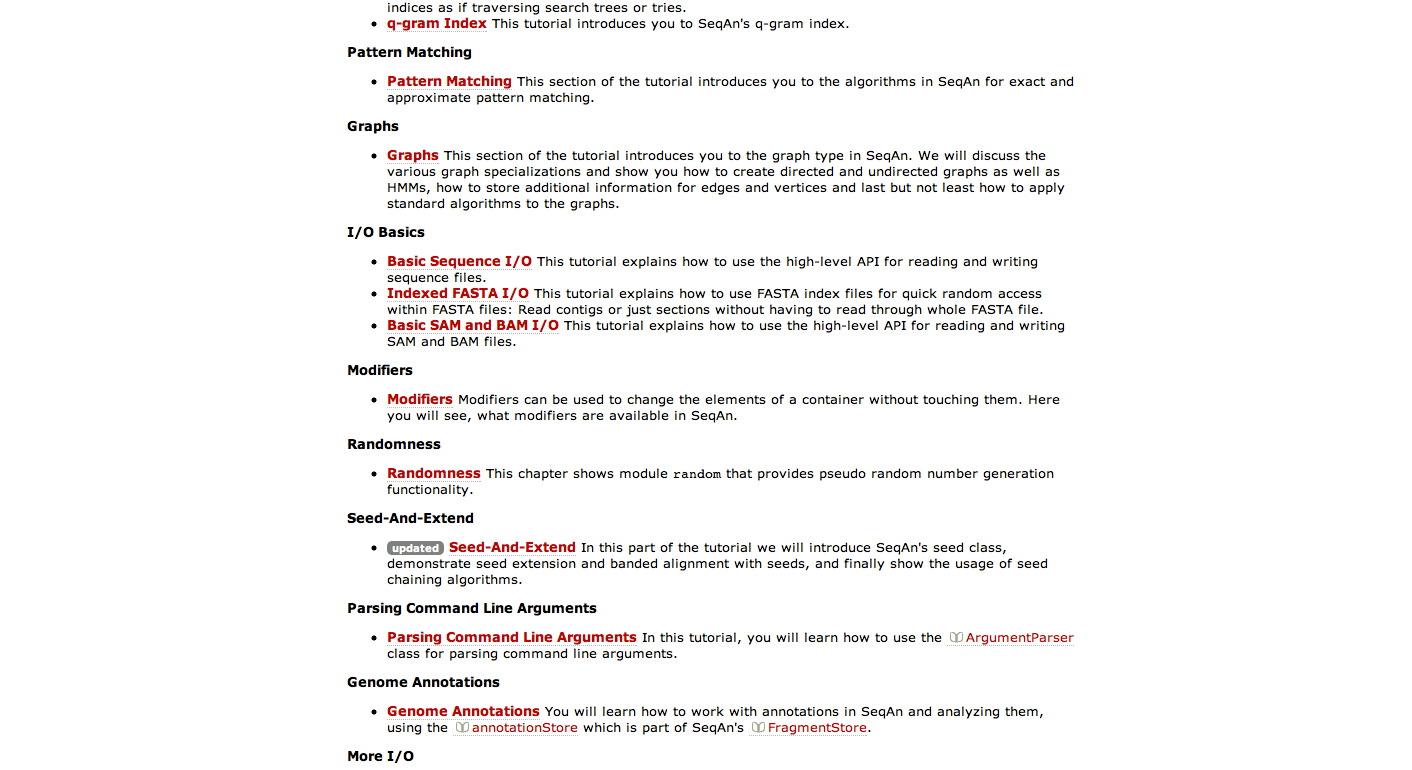 indices as if traversing search trees or tries.
q-gram Index This tutorial introduces you to SeqAn's q-gram index.
Pattern Matching
Pattern Matching This section of the tutorial introduces you to the algorithms in SeqAn for exact and
approximate pattern matching.
Graphs
Graphs This section of the tutorial introduces you to the graph type in SeqAn. We will discuss the
various graph specializations and show you how to create directed and undirected graphs as well as
HMMs, how to store additional information for edges and vertices and last but not least how to apply
standard algorithms to the graphs.
I/O Basics
Basic Sequence I/O This tutorial explains how to use the high-level API for reading and writing
sequence files.
Indexed FASTA I/O This tutorial explains how to use FASTA index files for quick random access
within FASTA files: Read contigs or just sections without having to read through whole FASTA file.
Basic SAM and BAM I/O This tutorial explains how to use the high-level API for reading and writing
SAM and BAM files.
Modifiers
Modifiers Modifiers can be used to change the elements of a container without touching them. Here
you will see, what modifiers are available in SeqAn.
Randomness
Randomness This chapter shows module random that provides pseudo random number generation
functionality.
Seed-And-Extend
updated Seed-And-Extend In this part of the tutorial we will introduce SeqAn's seed class,
demonstrate seed extension and banded alignment with seeds, and finally show the usage of seed
chaining algorithms.
Parsing Command Line Arguments
Parsing Command Line Arguments In this tutorial, you will learn how to use the ArgumentParser
class for parsing command line arguments.
Genome Annotations
Genome Annotations You will learn how to work with annotations in SeqAn and analyzing them,
using the annotationStore which is part of SeqAn's FragmentStore.
More I/O